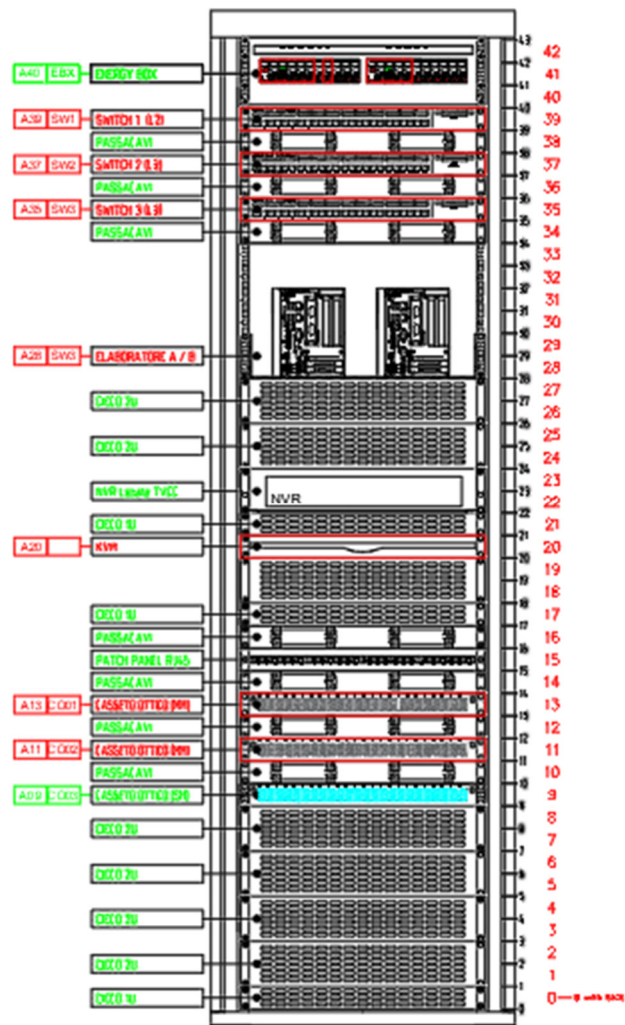 42
A40 EBX ENERGY BOX 41
40
A39 SW1 SWITCH 1 (L2) 39
PASSACAVI 38
A37 SW2 SWITCH 2 (L3) 37
PASSACAVI 36
A35 SW3 SWITCH 3 (L3) 35
PASSACAVI 34
33
32
31
30
29
A28 SW3 ELABORATORE A / B
28
27
CIECO 2U
26
25
CIECO 2U
24
23
NVR Locale TVCC NVR
22
CIECO 1U 21
A20 KVM 20
19
18
CIECO 1U 17
PASSACAVI 16
PATCH PANEL RJ45 15
PASSACAVI 14
A13 CO01 CASSETTO OTTICO (MM) 13
PASSACAVI 12
A11 CO02 CASSETTO OTTICO (MM) 11
PASSACAVI 10
A09 CO03 CASSETTO OTTICO (SM) 9
8
CIECO 2U
7
6
CIECO 2U
5
4
CIECO 2U
3
2
CIECO 2U
1
CIECO 1U 0